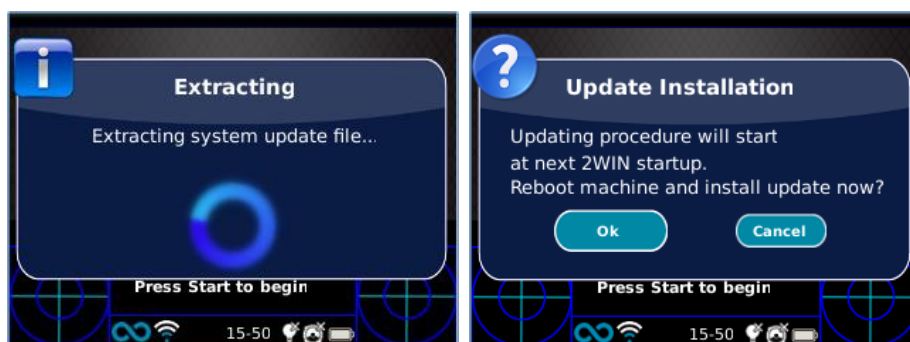 Extracting
Extracting system update file...
Press Start to begin
15-50
Update Installation
Updating procedure will start
at next 2WIN startup.
Reboot machine and install update now?
Ok
Cancel
Press Start to begin
15-50